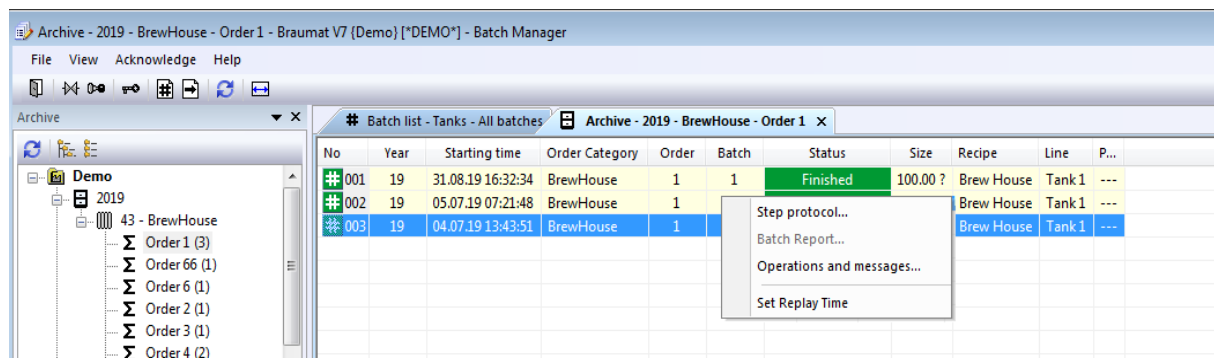 Archive - 2019 - BrewHouse - Order 1 - Braumat V7 {Demo} [*DEMO*] - Batch Manager
File View Acknowledge Help
Archive
# Batch list - Tanks - All batches
Archive - 2019 - BrewHouse - Order 1
No Year Starting time Order Category Order Batch Status Size Recipe Line P...
# 001 19 31.08.19 16:32:34 BrewHouse 1 1 Finished 100.00 ? Brew House Tank 1 ---
# 002 19 05.07.19 07:21:48 BrewHouse 1 Brew House Tank 1 ---
# 003 19 04.07.19 13:43:51 BrewHouse 1 Brew House Tank 1 ---
Step protocol...
Batch Report...
Operations and messages...
Set Replay Time
Demo
2019
43 - BrewHouse
Σ Order 1 (3)
Σ Order 66 (1)
Σ Order 6 (1)
Σ Order 2 (1)
Σ Order 3 (1)
Σ Order 4 (2)